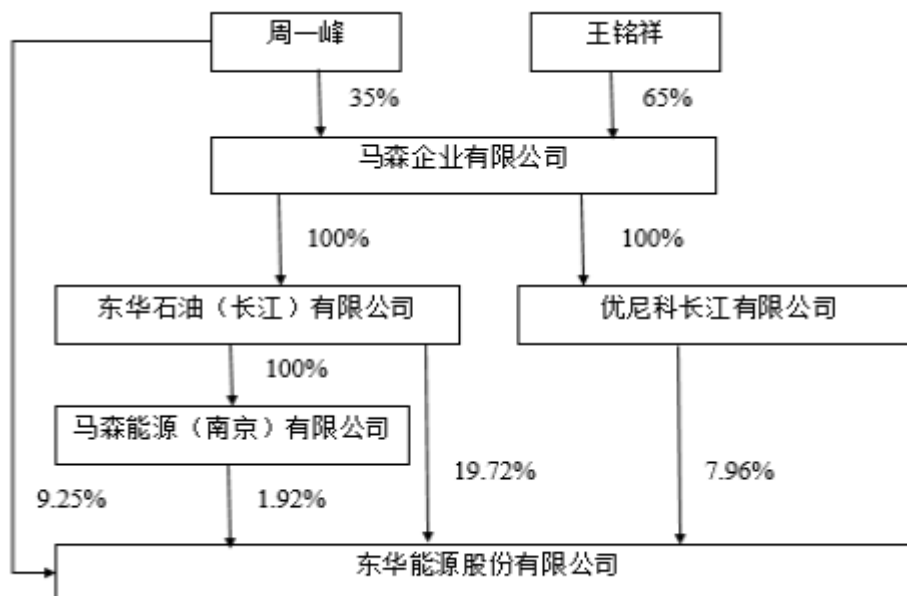 周一峰
王铭祥
35%
65%
马森企业有限公司
100%
100%
东华石油（长江）有限公司
优尼科长江有限公司
100%
马森能源（南京）有限公司
9.25%
1.92%
19.72%
7.96%
东华能源股份有限公司